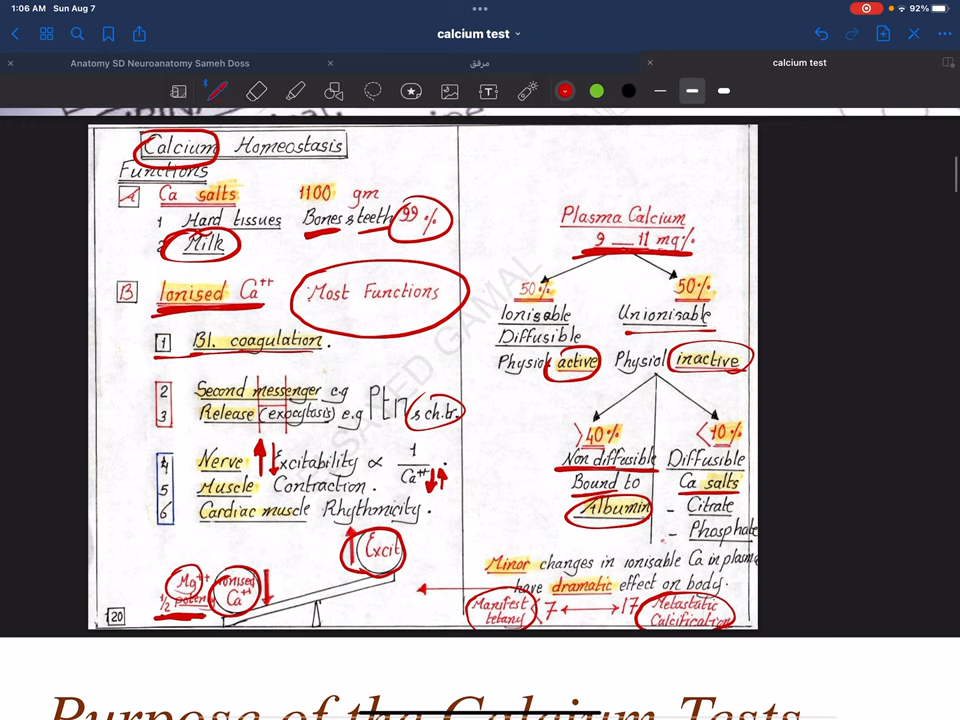 1:06 AM Sun Aug 7
92%
calcium test
Anatomy SD Neuroanatomy Sameh Doss
مرفق
calcium test
Calcium Homeostasis
Functions
A Ca salts 1100 gm
1 Hard tissues Bones & teeth 99%
2 Milk
B Ionised Ca++ Most Functions
1 Bl. coagulation.
2 Second messenger e.g
3 Release (exocytosis) e.g Ptn & ch.tr.
4 Nerve Excitability ∝ 1/Ca++.
5 Muscle Contraction.
6 Cardiac muscle Rhythmicity.
Excit
Mg++ Ionised
1/2 potency Ca++
120
Plasma Calcium
9 — 11 mg%
50% 50%
Ionisable Unionisable
Diffusible
Physiol active Physiol inactive
>40% <10%
Non diffusible Diffusible
Bound to Ca salts
Albumin - Citrate
- Phosphate
Minor changes in ionisable Ca in plasma
have dramatic effect on body.
Manifest 7 ↔ 17 Metastatic
tetany Calcification
SAYED GAMAL
Purpose of the Calcium Tests